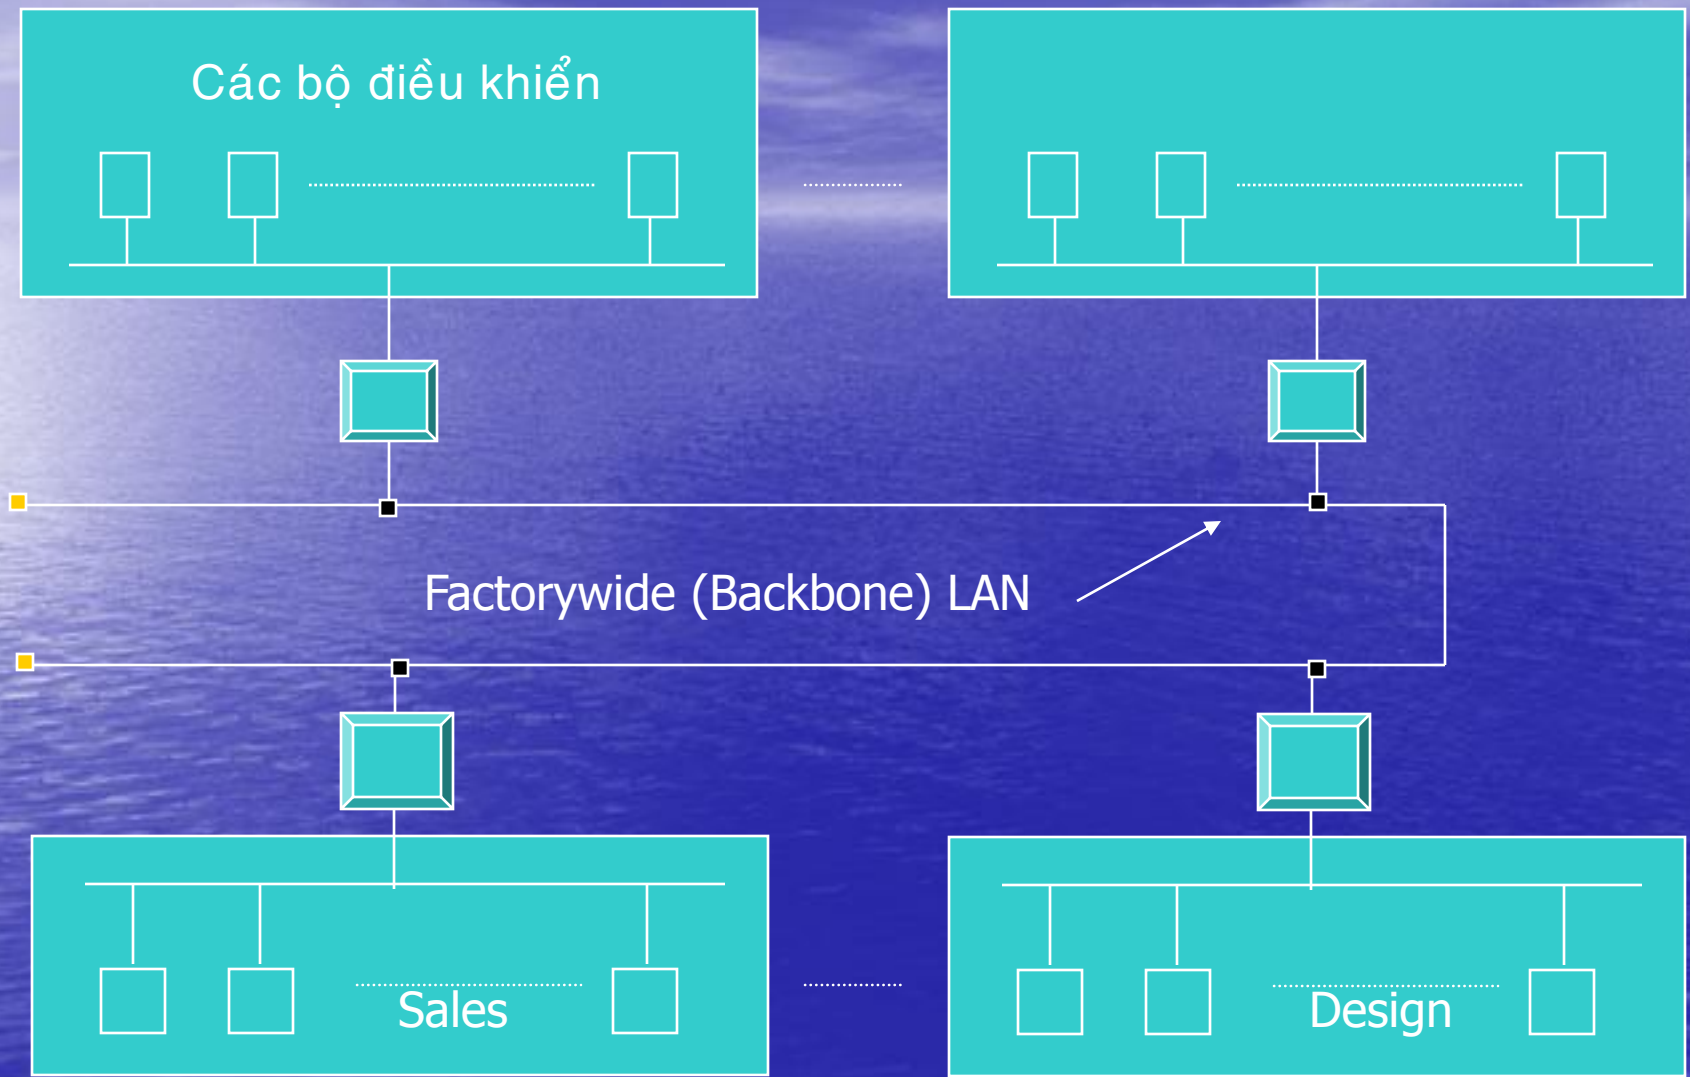 Các bộ điều khiển
Factorywide (Backbone) LAN
Sales
Design